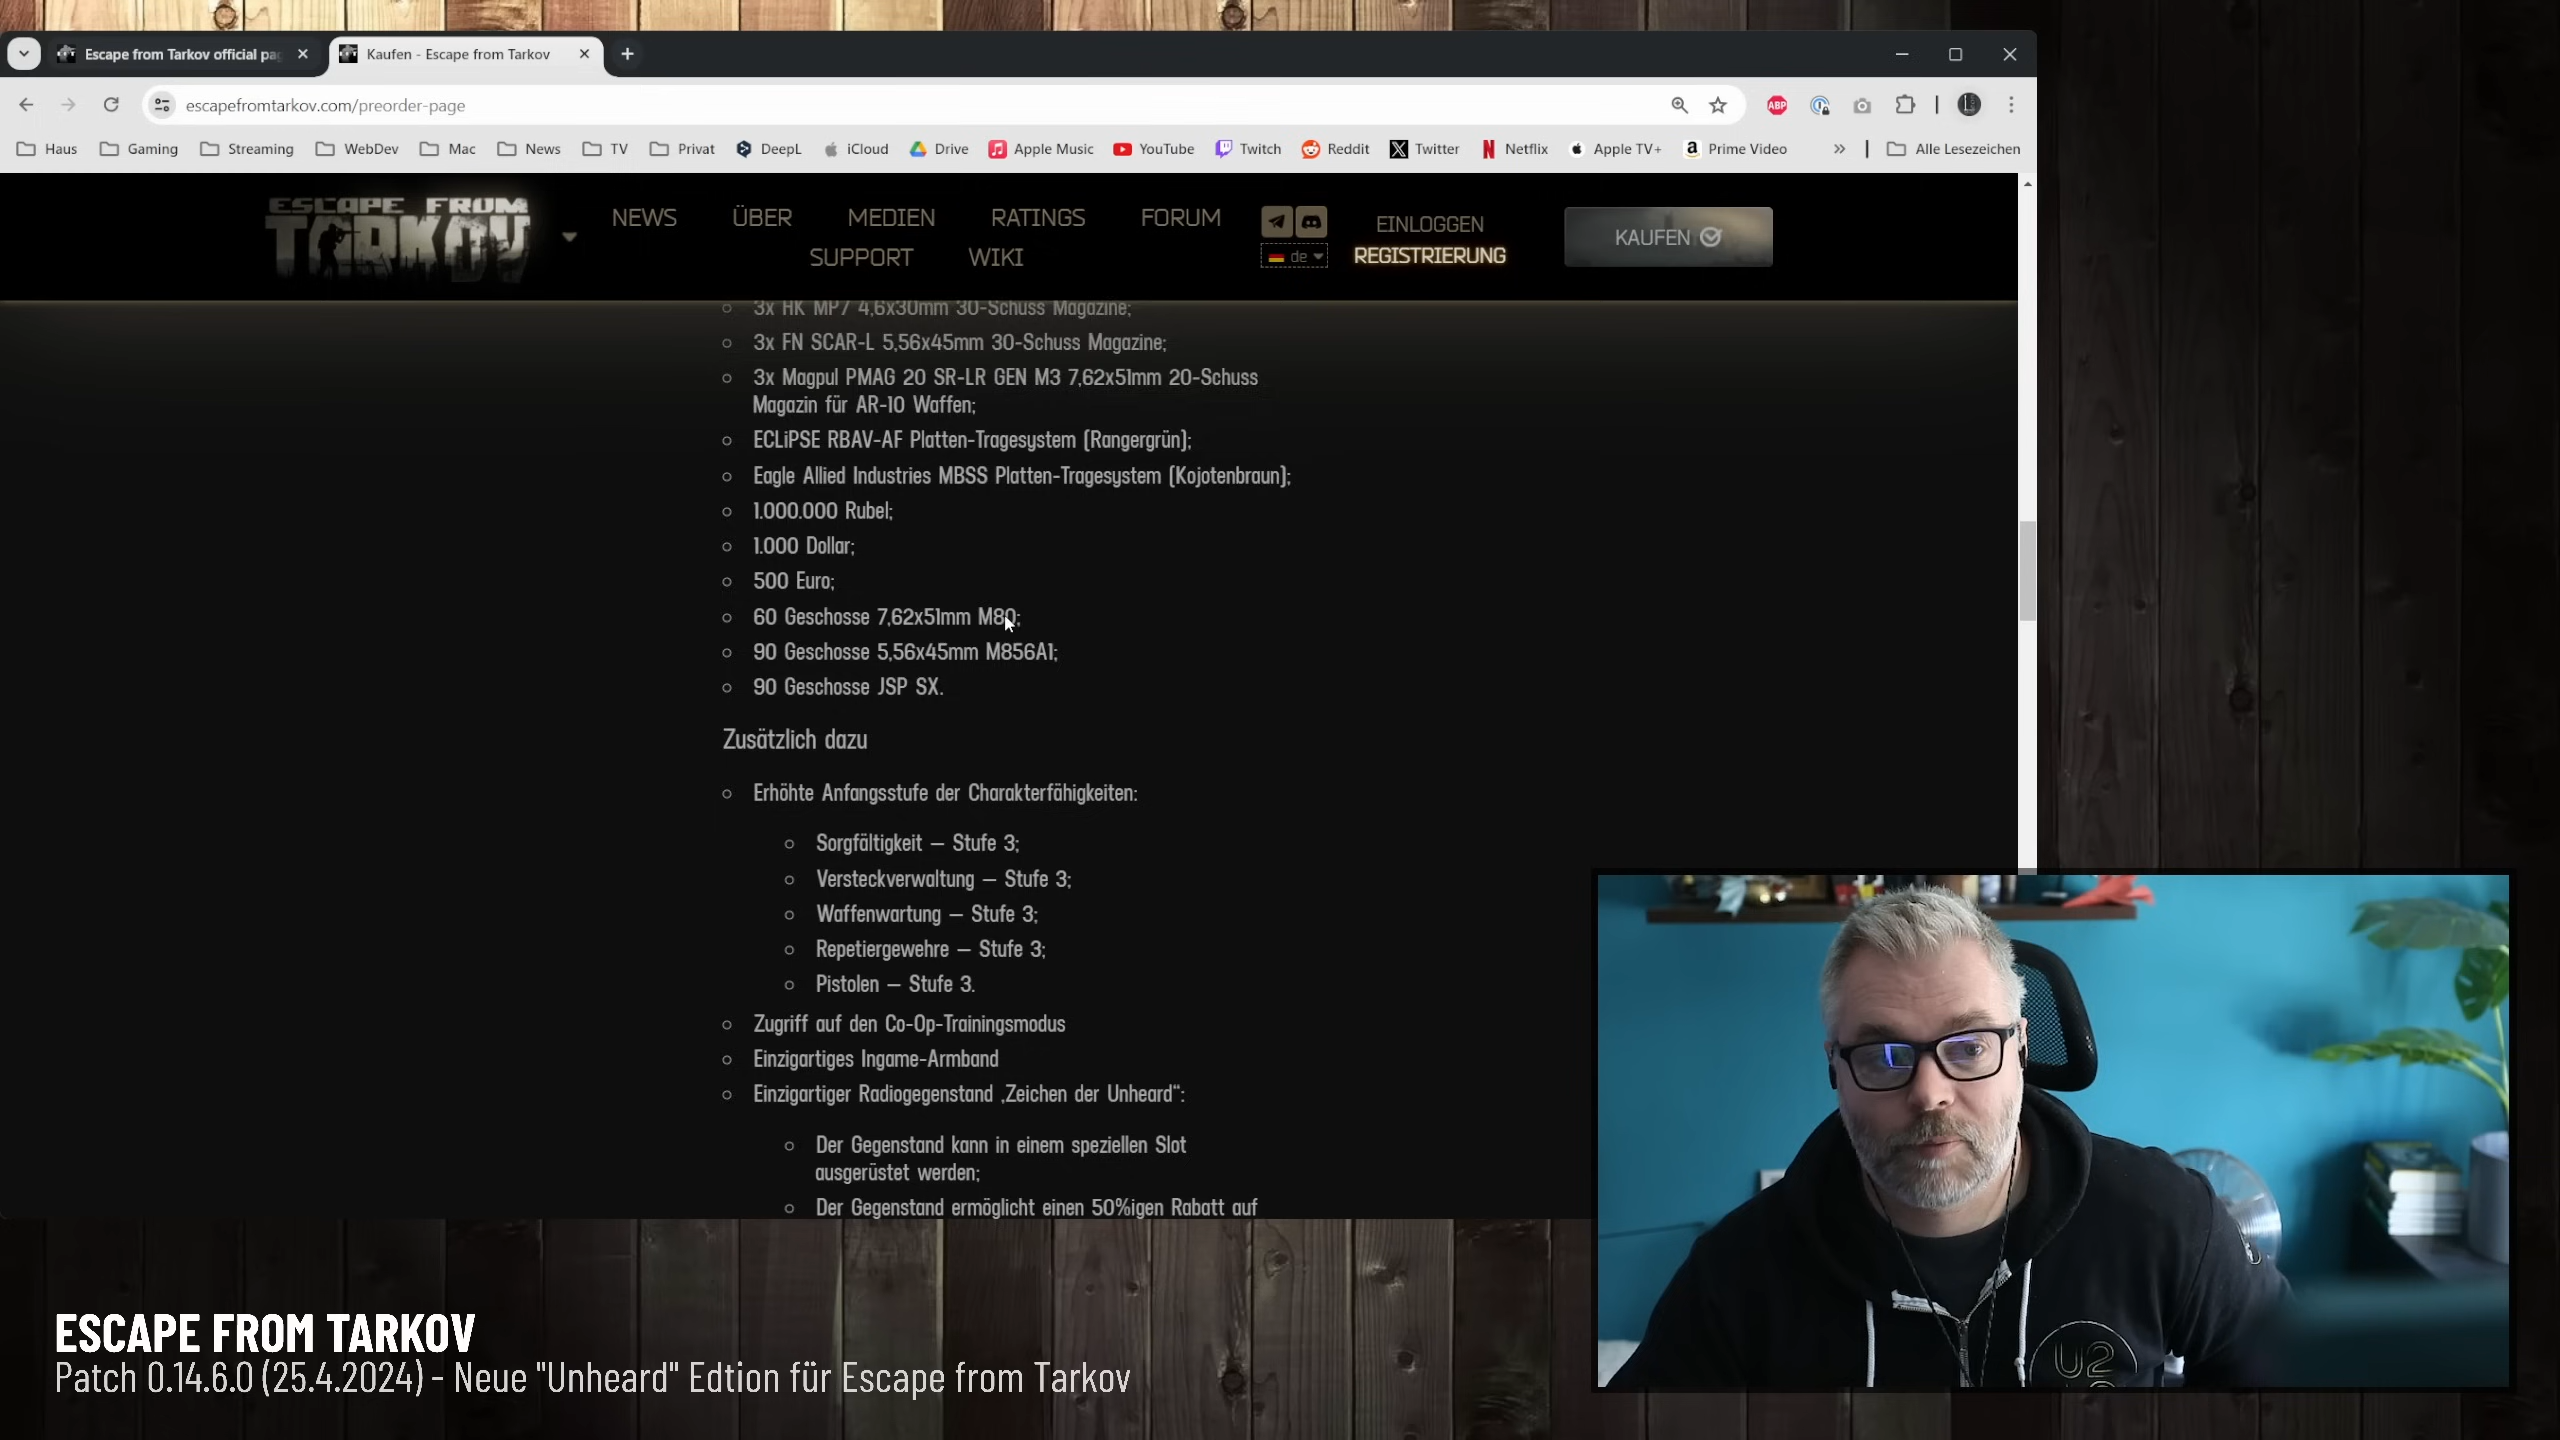 Escape from Tarkov official pa
Kaufen - Escape from Tarkov
escapefromtarkov.com/preorder-page
ABP
Haus Gaming Streaming WebDev Mac News TV Privat DeepL iCloud Drive Apple Music YouTube Twitch Reddit Twitter Netflix Apple TV+ Prime Video » Alle Lesezeichen
ESCAPE FROM
TARKOV
NEWS ÜBER MEDIEN RATINGS FORUM
SUPPORT WIKI
de
EINLOGGEN
REGISTRIERUNG
KAUFEN
3x HK MP7 4,6x30mm 30-Schuss Magazine;
3x FN SCAR-L 5,56x45mm 30-Schuss Magazine;
3x Magpul PMAG 20 SR-LR GEN M3 7,62x51mm 20-Schuss
Magazin für AR-10 Waffen;
ECLiPSE RBAV-AF Platten-Tragesystem (Rangergrün);
Eagle Allied Industries MBSS Platten-Tragesystem (Kojotenbraun);
1.000.000 Rubel;
1.000 Dollar;
500 Euro;
60 Geschosse 7,62x51mm M80;
90 Geschosse 5,56x45mm M856A1;
90 Geschosse JSP SX.
Zusätzlich dazu
Erhöhte Anfangsstufe der Charakterfähigkeiten:
Sorgfältigkeit – Stufe 3;
Versteckverwaltung – Stufe 3;
Waffenwartung – Stufe 3;
Repetiergewehre – Stufe 3;
Pistolen – Stufe 3.
Zugriff auf den Co-Op-Trainingsmodus
Einzigartiges Ingame-Armband
Einzigartiger Radiogegenstand „Zeichen der Unheard“:
Der Gegenstand kann in einem speziellen Slot
ausgerüstet werden;
Der Gegenstand ermöglicht einen 50%igen Rabatt auf
U2
ESCAPE FROM TARKOV
Patch 0.14.6.0 (25.4.2024) - Neue "Unheard" Edtion für Escape from Tarkov